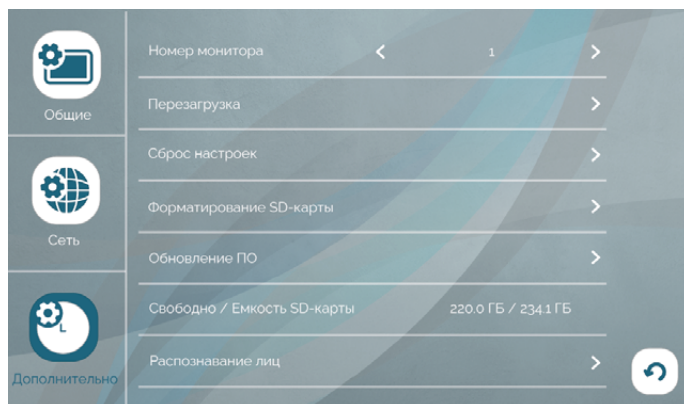 Общие
Сеть
Дополнительно
Номер монитора < 1 >
Перезагрузка >
Сброс настроек >
Форматирование SD-карты >
Обновление ПО >
Свободно / Емкость SD-карты 220.0 ГБ / 234.1 ГБ
Распознавание лиц >